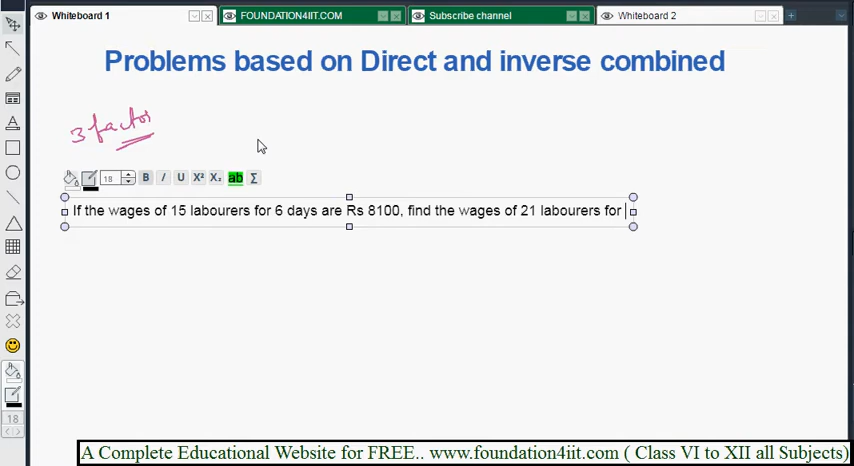 Whiteboard 1
FOUNDATION4IIT.COM
Subscribe channel
Whiteboard 2
Problems based on Direct and inverse combined
3 factor
18 B I U X² X₂ ab Σ
If the wages of 15 labourers for 6 days are Rs 8100, find the wages of 21 labourers for
18
A Complete Educational Website for FREE.. www.foundation4iit.com ( Class VI to XII all Subjects)